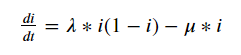 di/dt = λ * i(1 − i) − μ * i